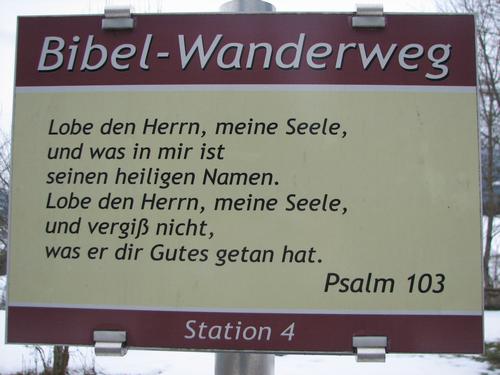 Bibel-Wanderweg
Lobe den Herrn, meine Seele,
und was in mir ist
seinen heiligen Namen.
Lobe den Herrn, meine Seele,
und vergiß nicht,
was er dir Gutes getan hat.
Psalm 103
Station 4